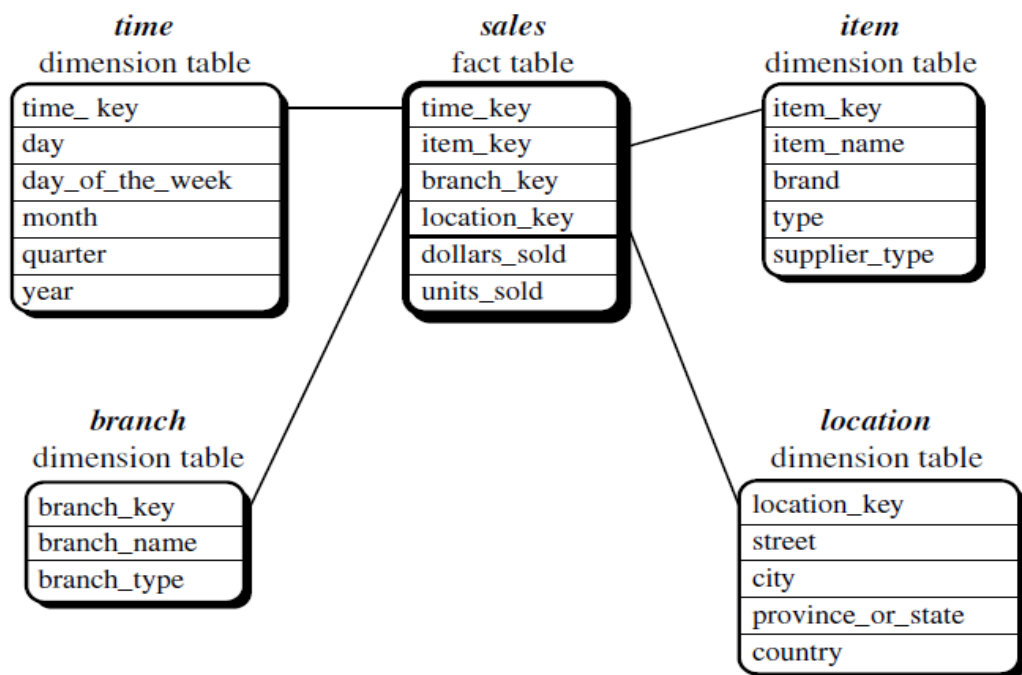 time
dimension table
time_ key
day
day_of_the_week
month
quarter
year
sales
fact table
time_key
item_key
branch_key
location_key
dollars_sold
units_sold
item
dimension table
item_key
item_name
brand
type
supplier_type
branch
dimension table
branch_key
branch_name
branch_type
location
dimension table
location_key
street
city
province_or_state
country